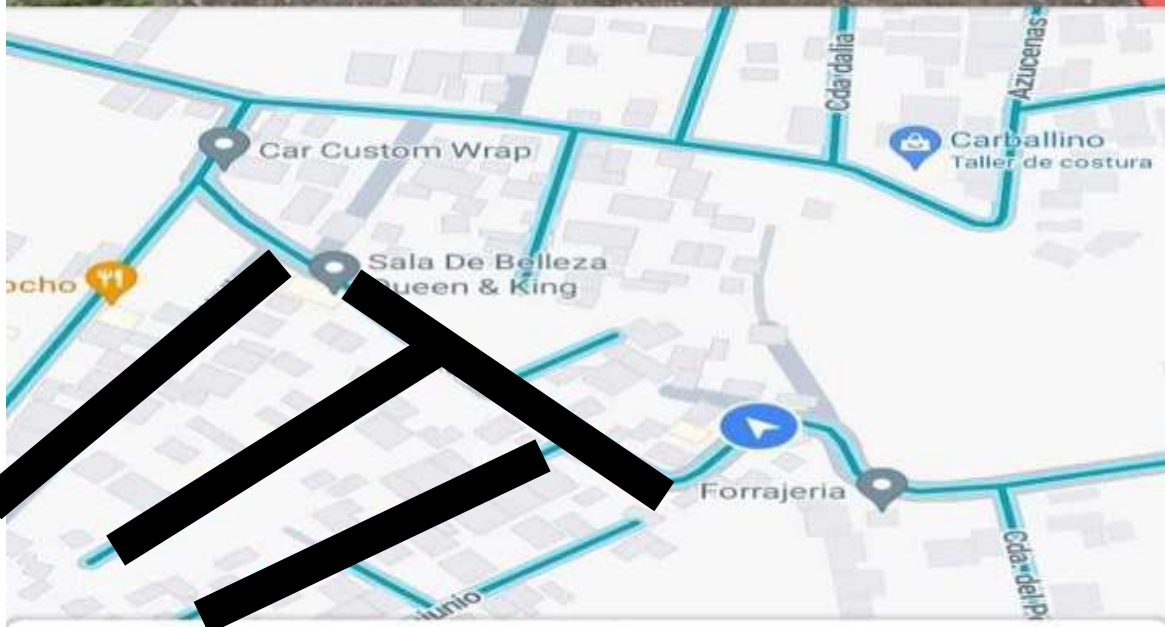 Cda dalia
Azucenas
Carballino
Taller de costura
Car Custom Wrap
Sala De Belleza
Queen & King
ocho
Forrajeria
Cda. del P
junio